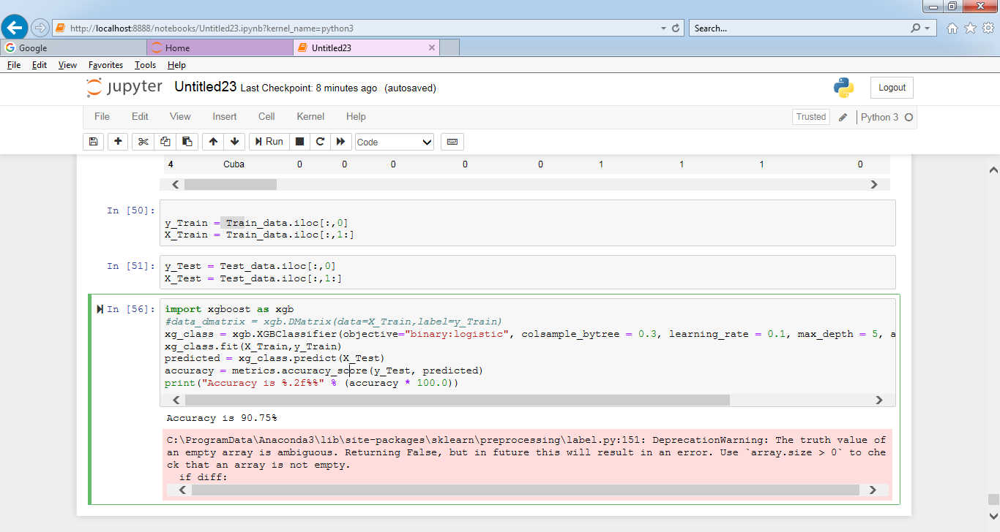 http://localhost:8888/notebooks/Untitled23.ipynb?kernel_name=python3
Search...
Google
Home
Untitled23
File Edit View Favorites Tools Help
jupyter Untitled23 Last Checkpoint: 8 minutes ago (autosaved)
Logout
File Edit View Insert Cell Kernel Help
Trusted
Python 3
Run
Code
4 Cuba 0 0 0 0 0 1 1 1 0
In [50]:
y_Train = Train_data.iloc[:,0]
X_Train = Train_data.iloc[:,1:]
In [51]:
y_Test = Test_data.iloc[:,0]
X_Test = Test_data.iloc[:,1:]
In [56]:
import xgboost as xgb
#data_dmatrix = xgb.DMatrix(data=X_Train,label=y_Train)
xg_class = xgb.XGBClassifier(objective="binary:logistic", colsample_bytree = 0.3, learning_rate = 0.1, max_depth = 5, a
xg_class.fit(X_Train,y_Train)
predicted = xg_class.predict(X_Test)
accuracy = metrics.accuracy_score(y_Test, predicted)
print("Accuracy is %.2f%%" % (accuracy * 100.0))
Accuracy is 90.75%
C:\ProgramData\Anaconda3\lib\site-packages\sklearn\preprocessing\label.py:151: DeprecationWarning: The truth value of
an empty array is ambiguous. Returning False, but in future this will result in an error. Use `array.size > 0` to che
ck that an array is not empty.
if diff: